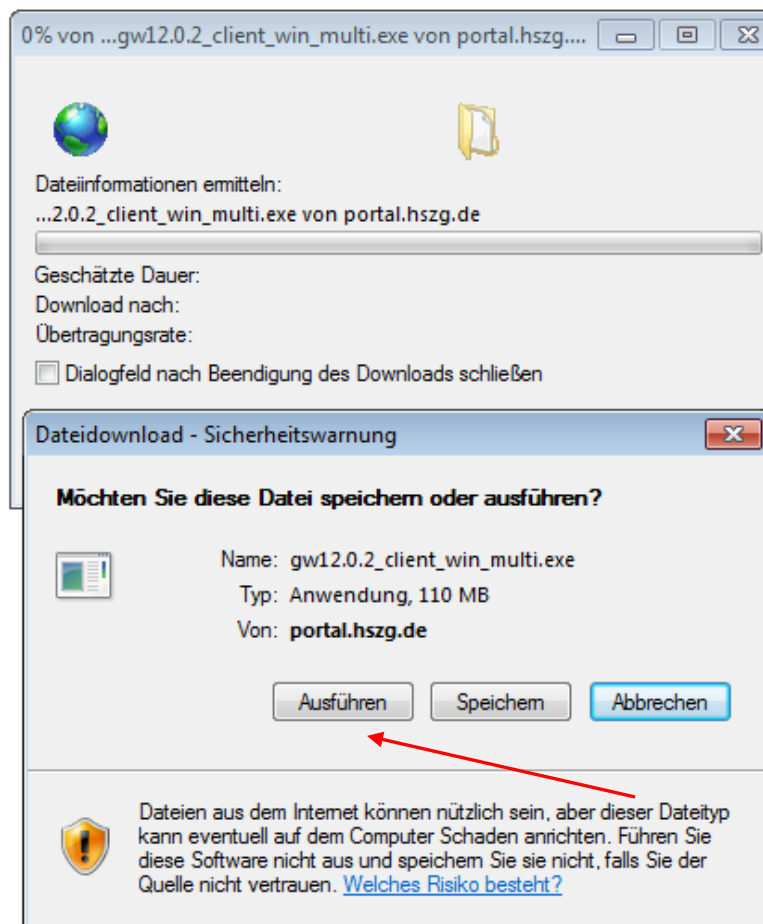 0% von ...gw12.0.2_client_win_multi.exe von portal.hszg....
Dateiinformationen ermitteln:
...2.0.2_client_win_multi.exe von portal.hszg.de
Geschätzte Dauer:
Download nach:
Übertragungsrate:
Dialogfeld nach Beendigung des Downloads schließen
Dateidownload - Sicherheitswarnung
Möchten Sie diese Datei speichern oder ausführen?
Name: gw12.0.2_client_win_multi.exe
Typ: Anwendung, 110 MB
Von: portal.hszg.de
Ausführen Speichern Abbrechen
Dateien aus dem Internet können nützlich sein, aber dieser Dateityp
kann eventuell auf dem Computer Schaden anrichten. Führen Sie
diese Software nicht aus und speichern Sie sie nicht, falls Sie der
Quelle nicht vertrauen. Welches Risiko besteht?